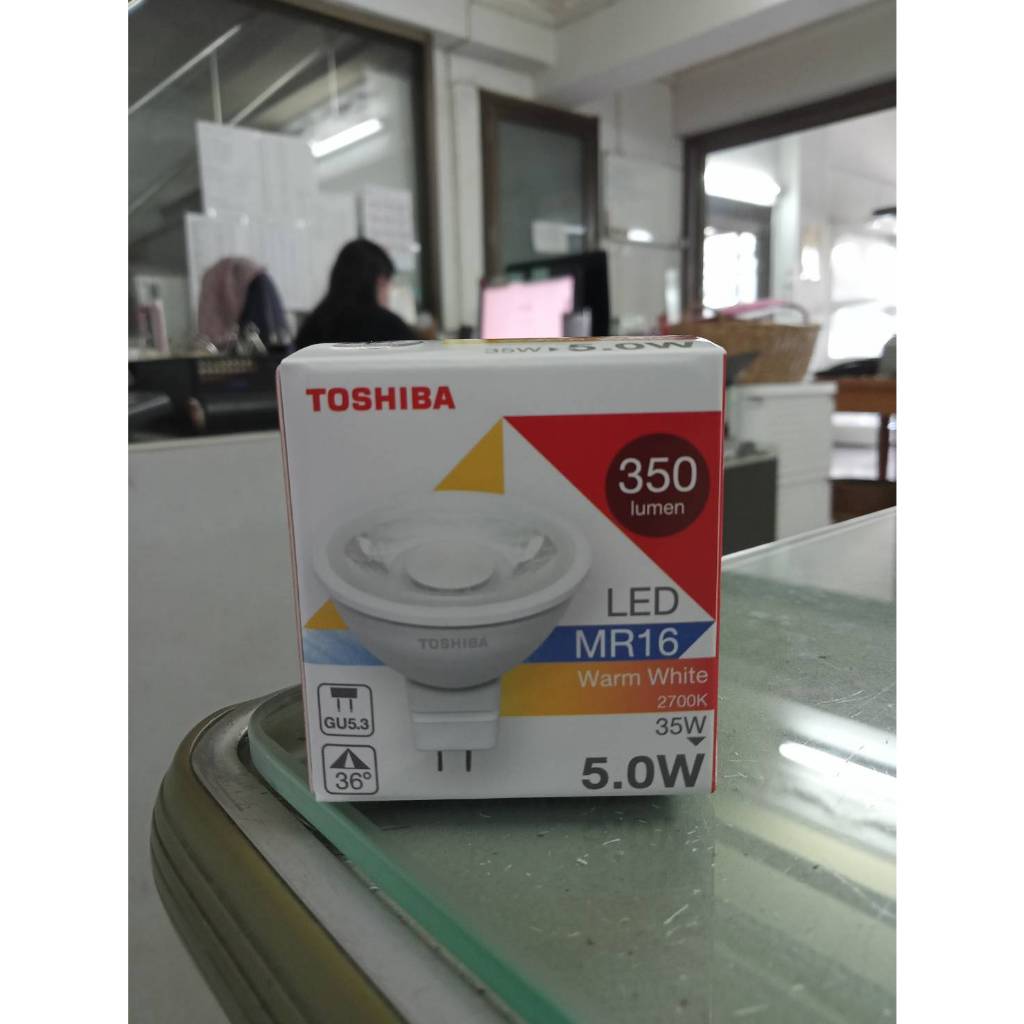 35W 5.0W
TOSHIBA
350
lumen
TOSHIBA
LED
MR16
Warm White
2700K
GU5.3
35W
36°
5.0W